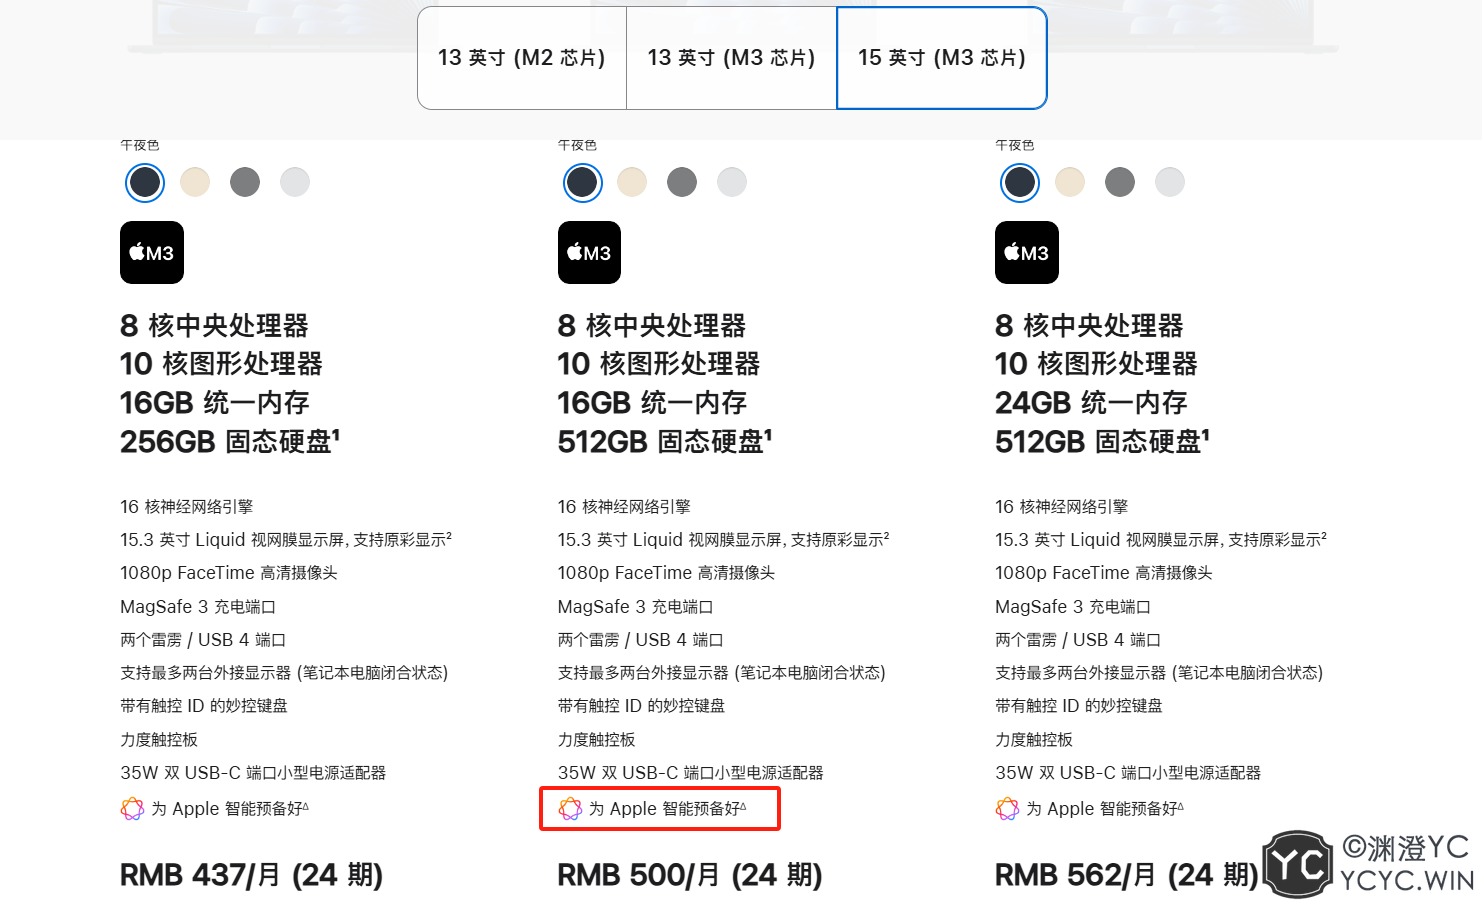 13 英寸 (M2 芯片)
13 英寸 (M3 芯片)
15 英寸 (M3 芯片)
午夜色
M3
8 核中央处理器
10 核图形处理器
16GB 统一内存
256GB 固态硬盘¹
16 核神经网络引擎
15.3 英寸 Liquid 视网膜显示屏, 支持原彩显示²
1080p FaceTime 高清摄像头
MagSafe 3 充电端口
两个雷雳 / USB 4 端口
支持最多两台外接显示器 (笔记本电脑闭合状态)
带有触控 ID 的妙控键盘
力度触控板
35W 双 USB-C 端口小型电源适配器
为 Apple 智能预备好∆
RMB 437/月 (24 期)
午夜色
M3
8 核中央处理器
10 核图形处理器
16GB 统一内存
512GB 固态硬盘¹
16 核神经网络引擎
15.3 英寸 Liquid 视网膜显示屏, 支持原彩显示²
1080p FaceTime 高清摄像头
MagSafe 3 充电端口
两个雷雳 / USB 4 端口
支持最多两台外接显示器 (笔记本电脑闭合状态)
带有触控 ID 的妙控键盘
力度触控板
35W 双 USB-C 端口小型电源适配器
为 Apple 智能预备好∆
RMB 500/月 (24 期)
午夜色
M3
8 核中央处理器
10 核图形处理器
24GB 统一内存
512GB 固态硬盘¹
16 核神经网络引擎
15.3 英寸 Liquid 视网膜显示屏, 支持原彩显示²
1080p FaceTime 高清摄像头
MagSafe 3 充电端口
两个雷雳 / USB 4 端口
支持最多两台外接显示器 (笔记本电脑闭合状态)
带有触控 ID 的妙控键盘
力度触控板
35W 双 USB-C 端口小型电源适配器
为 Apple 智能预备好∆
RMB 562/月 (24 期)
YC
©渊澄YC
YCYC.WIN